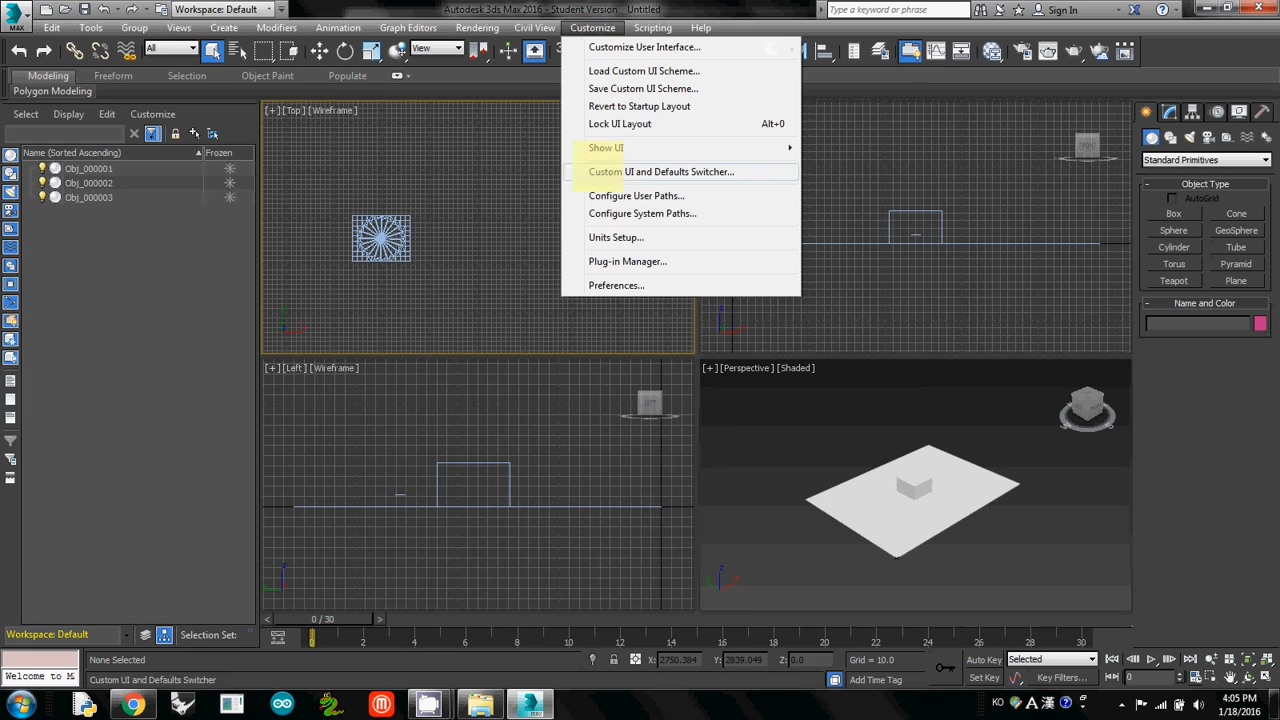 Workspace: Default
Autodesk 3ds Max 2016 - Student Version    Untitled
Type a keyword or phrase
Sign In
MAX
Edit Tools Group Views Create Modifiers Animation Graph Editors Rendering Civil View Customize Scripting Help
All
View
Modeling Freeform Selection Object Paint Populate
Polygon Modeling
Select Display Edit Customize
Name (Sorted Ascending) Frozen
Obj_000001
Obj_000002
Obj_000003
[+] [Top] [Wireframe]
Customize User Interface...
Load Custom UI Scheme...
Save Custom UI Scheme...
Revert to Startup Layout
Lock UI Layout Alt+0
Show UI
Custom UI and Defaults Switcher...
Configure User Paths...
Configure System Paths...
Units Setup...
Plug-in Manager...
Preferences...
FRONT
Standard Primitives
Object Type
AutoGrid
Box Cone
Sphere GeoSphere
Cylinder Tube
Torus Pyramid
Teapot Plane
Name and Color
[+] [Left] [Wireframe]
LEFT
[+] [Perspective] [Shaded]
0 / 30
Workspace: Default
Selection Set:
0 2 4 6 8 10 12 14 16 18 20 22 24 26 28 30
None Selected
X: 2750.384 Y: 2839.049 Z: 0.0
Grid = 10.0
Auto Key
Selected
Welcome to M
Custom UI and Defaults Switcher
Add Time Tag
Set Key
Key Filters...
0
KO A 漢
1:03 PM
1/18/2016